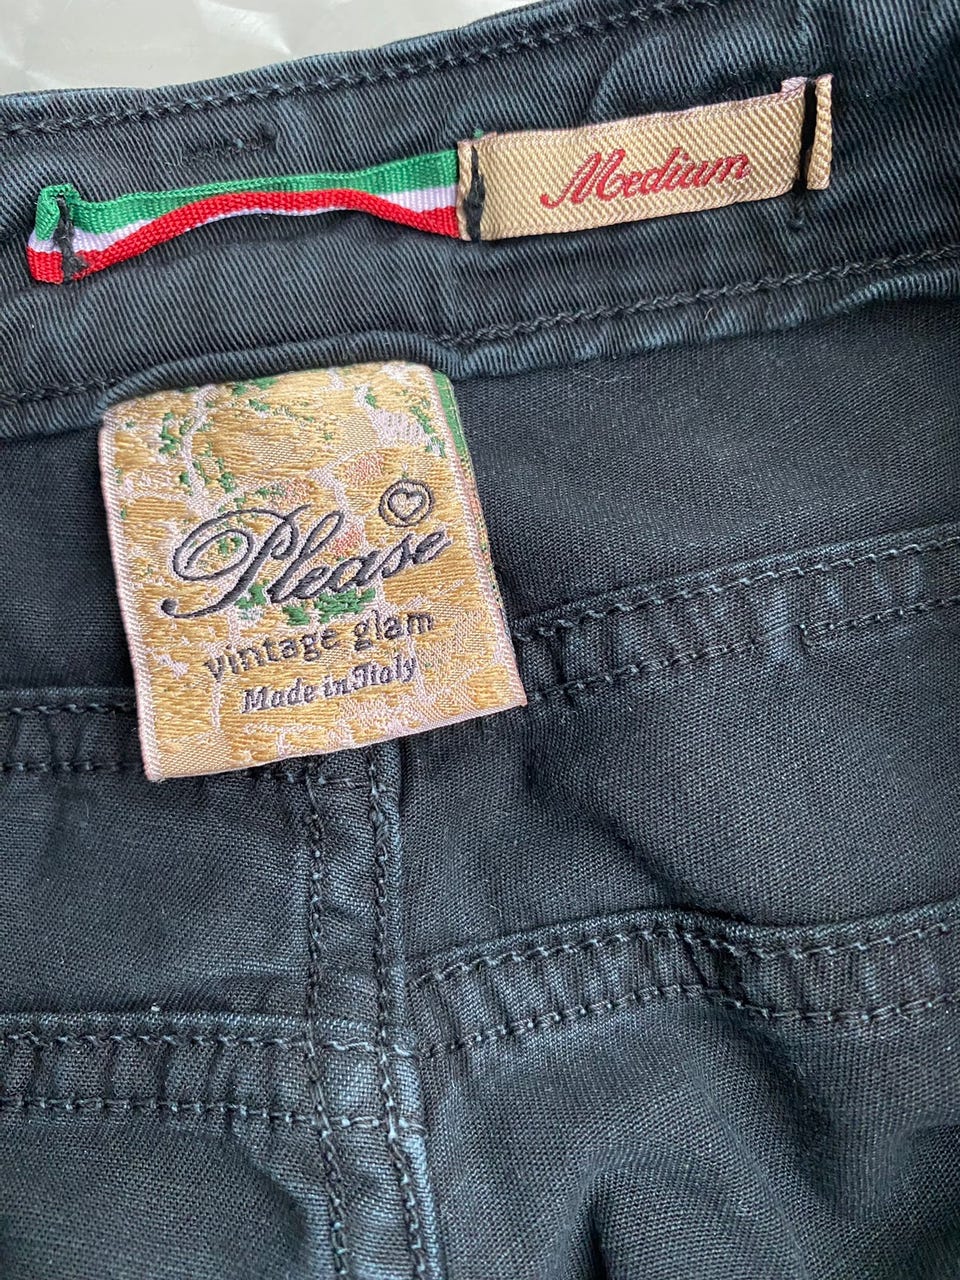 Medium
Please
vintage glam
Made in Italy